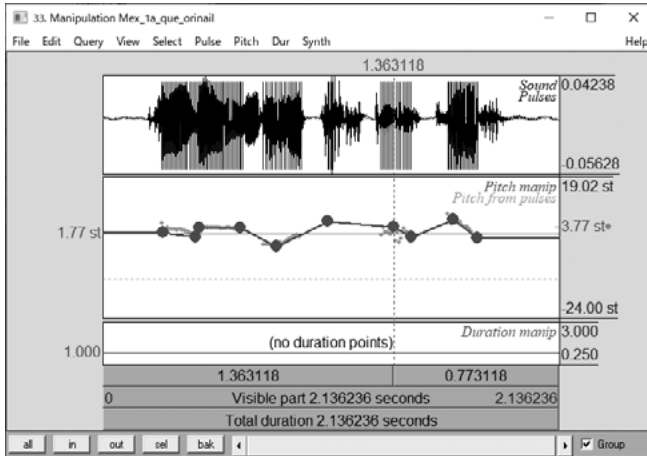 33. Manipulation Mex_1a_que_orinail
File Edit Query View Select Pulse Pitch Dur Synth Help
1.363118
Sound 0.04238
Pulses
-0.05628
Pitch manip 19.02 st
Pitch from pulses
1.77 st 3.77 st
-24.00 st
Duration manip 3.000
(no duration points)
1.000 0.250
1.363118 0.773118
0 Visible part 2.136236 seconds 2.136236
Total duration 2.136236 seconds
all in out sel bak Group